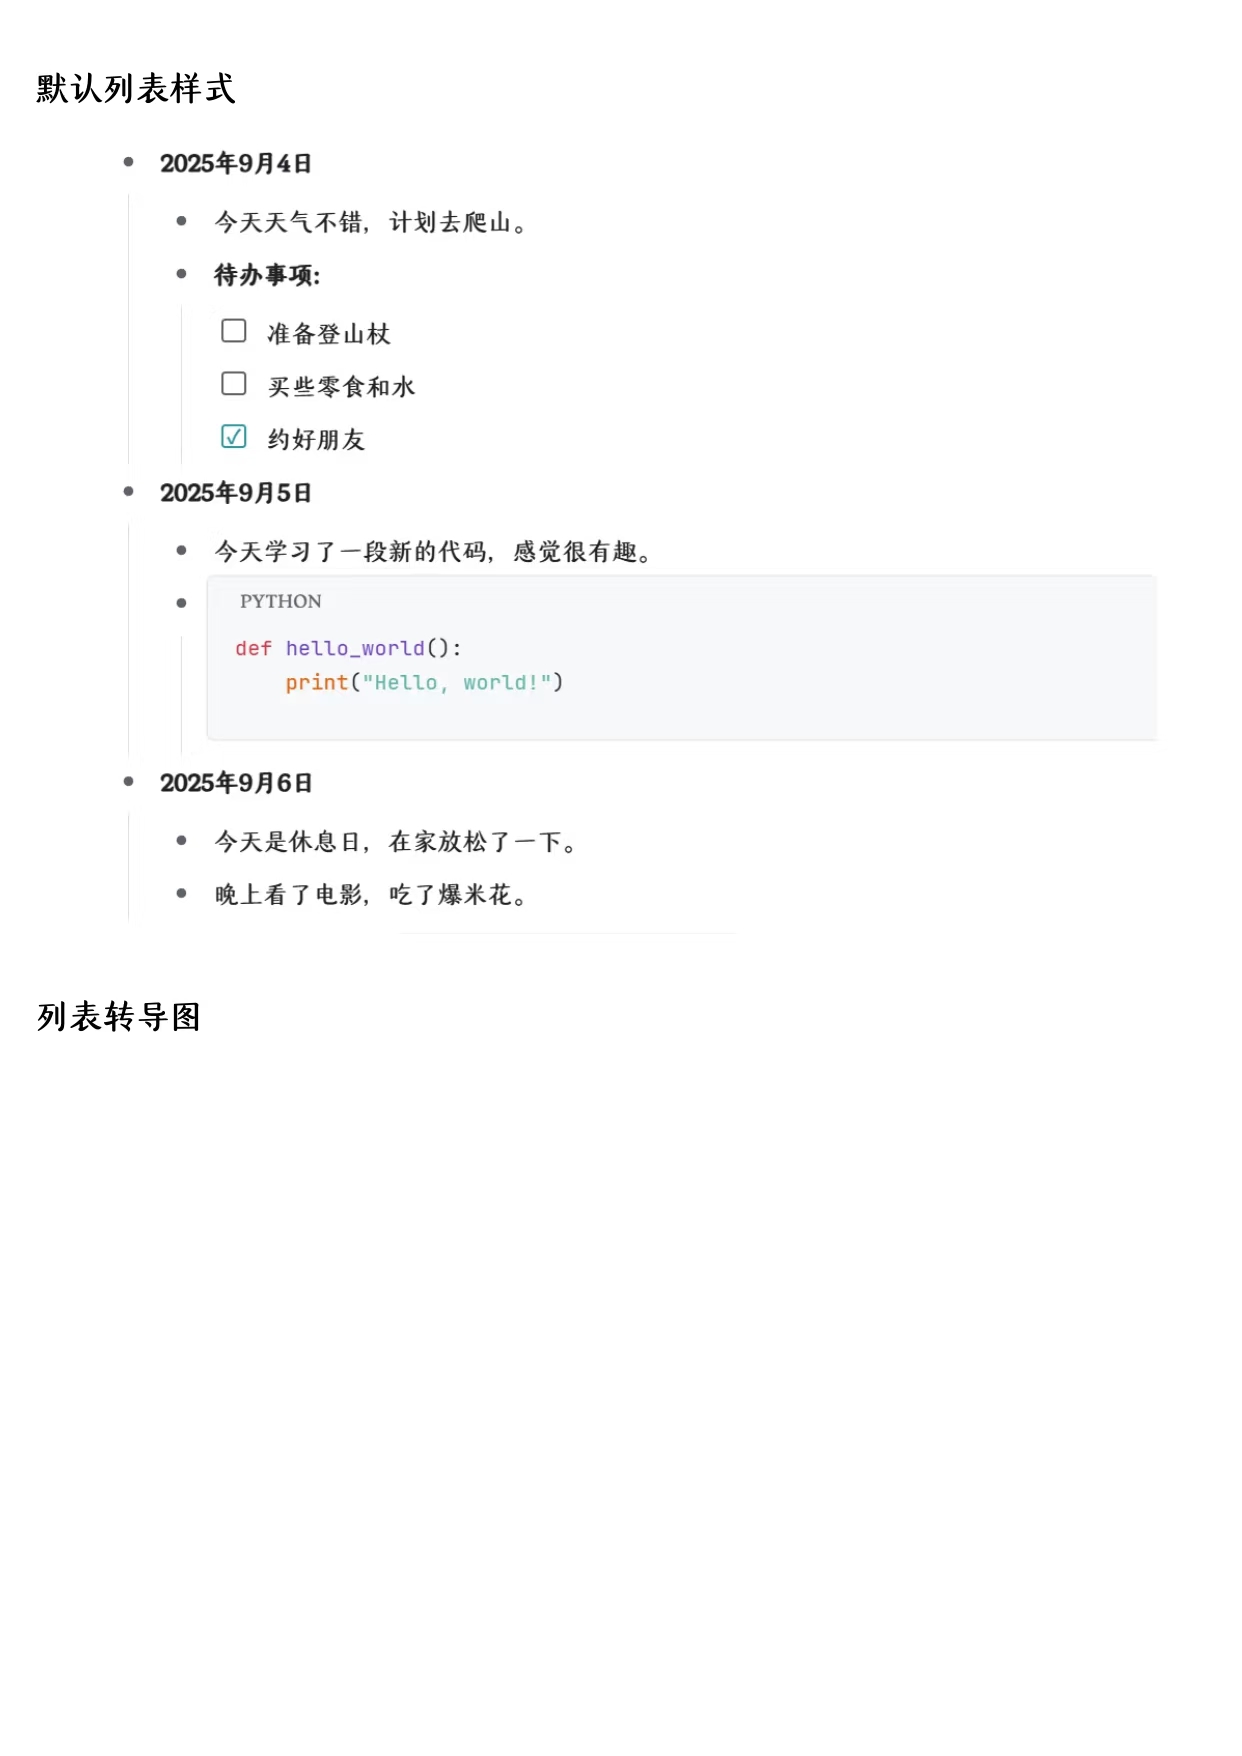 默认列表样式
2025年9月4日
今天天气不错，计划去爬山。
待办事项:
准备登山杖
买些零食和水
约好朋友
2025年9月5日
今天学习了一段新的代码，感觉很有趣。
PYTHON
def hello_world():
    print("Hello, world!")
2025年9月6日
今天是休息日，在家放松了一下。
晚上看了电影，吃了爆米花。
列表转导图